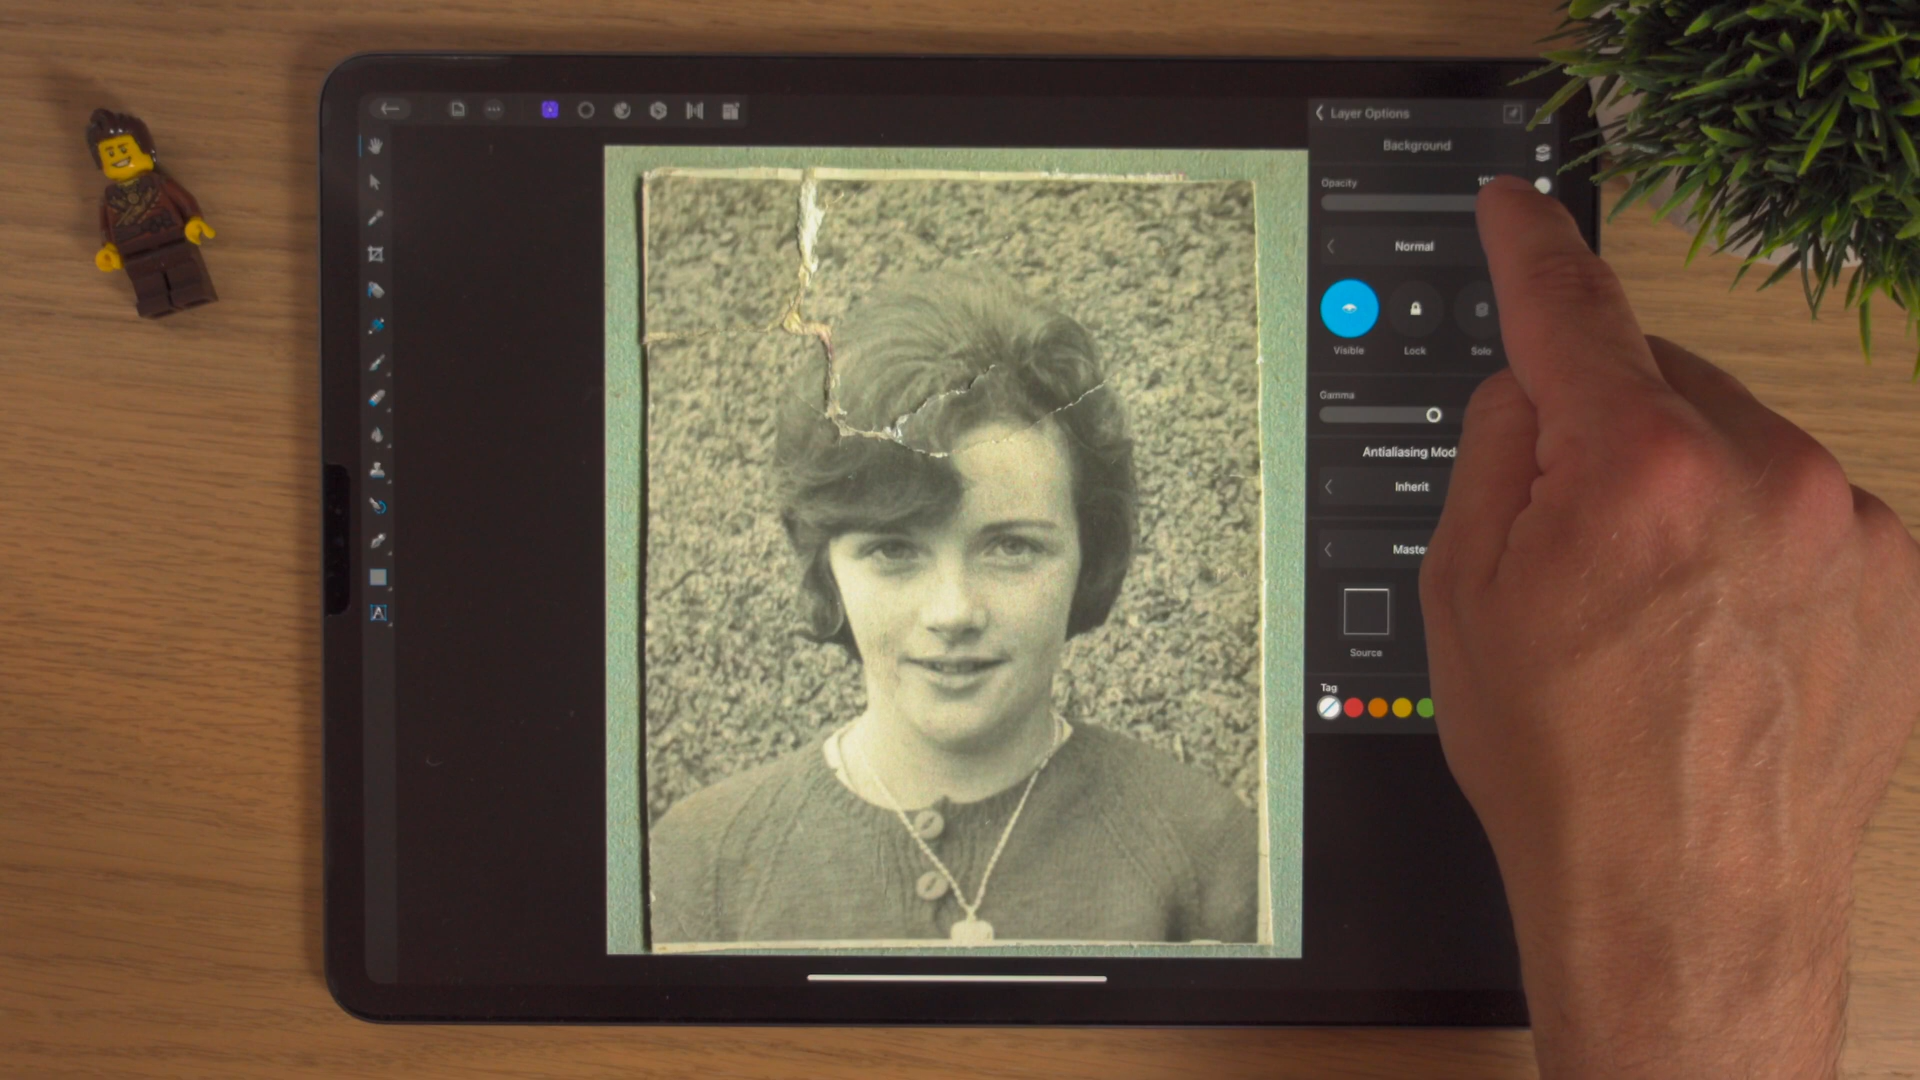 Layer Options
Background
Opacity
Normal
Visible
Lock
Solo
Gamma
Antialiasing Mod
Inherit
Maste
Source
Tag
A